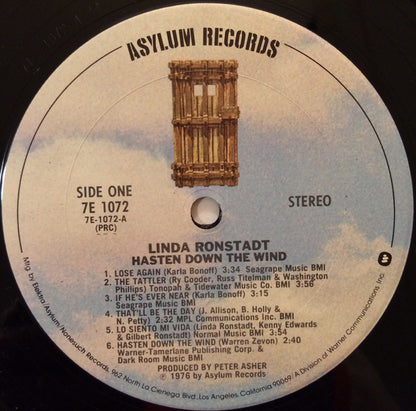 ASYLUM RECORDS
SIDE ONE
7E 1072
7E-1072-A
(PRC)
STEREO
LINDA RONSTADT
HASTEN DOWN THE WIND
1. LOSE AGAIN (Karla Bonoff) 3:34 Seagrape Music BMI
2. THE TATTLER (Ry Cooder, Russ Titelman & Washington
Phillips) Tonopah & Tidewater Music Co. BMI 3:56
3. IF HE'S EVER NEAR (Karla Bonoff) 3:15
Seagrape Music BMI
4. THAT'LL BE THE DAY (J. Allison, B. Holly &
N. Petty) 2:32 MPL Communications Inc. BMI
5. LO SIENTO MI VIDA (Linda Ronstadt, Kenny Edwards
& Gilbert Ronstadt) Normal Music BMI 3:54
6. HASTEN DOWN THE WIND (Warren Zevon) 2:40
Warner-Tamerlane Publishing Corp. &
Dark Room Music BMI
PRODUCED BY PETER ASHER
℗ 1976 by Asylum Records
Mfg by Elektra/Asylum/Nonesuch Records, 962 North La Cienega Blvd., Los Angeles, California 90069/A Division of Warner Communications Inc.